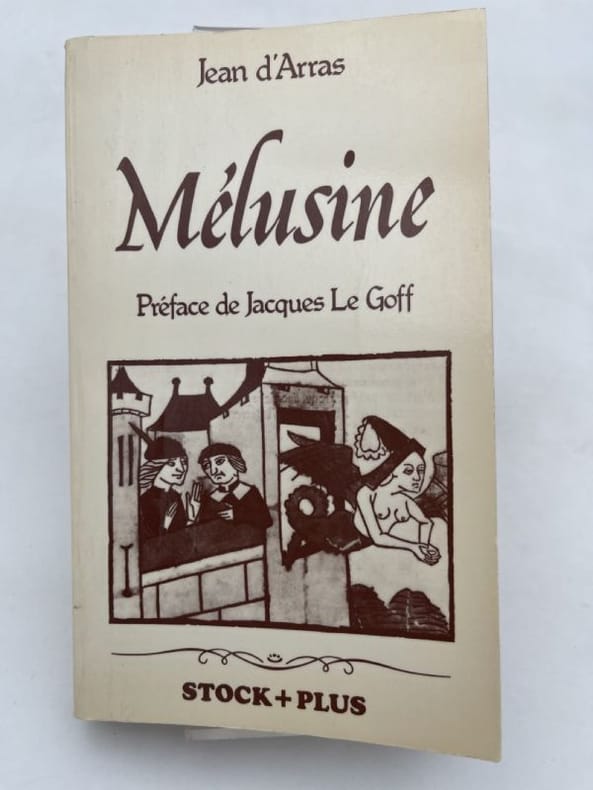 Jean d'Arras
Mélusine
Préface de Jacques Le Goff
STOCK+PLUS